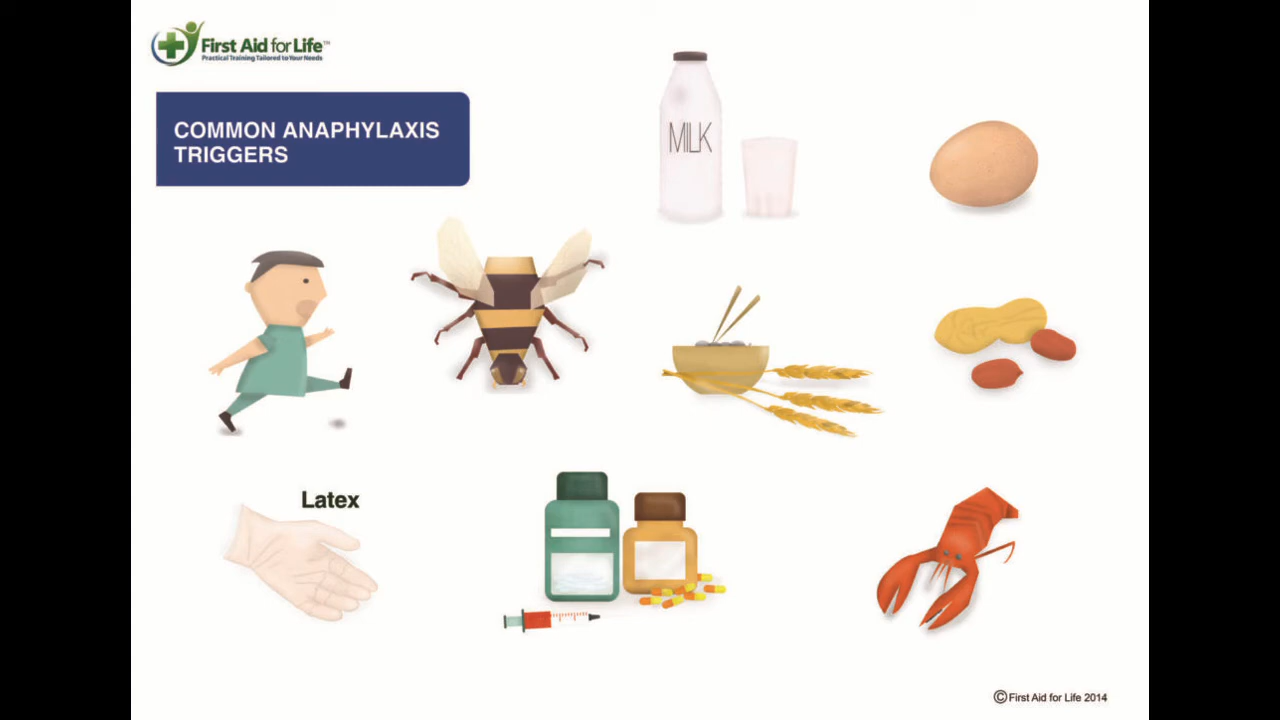 First Aid for Life™
Practical Training Tailored to Your Needs
COMMON ANAPHYLAXIS
TRIGGERS
MILK
Latex
©First Aid for Life 2014